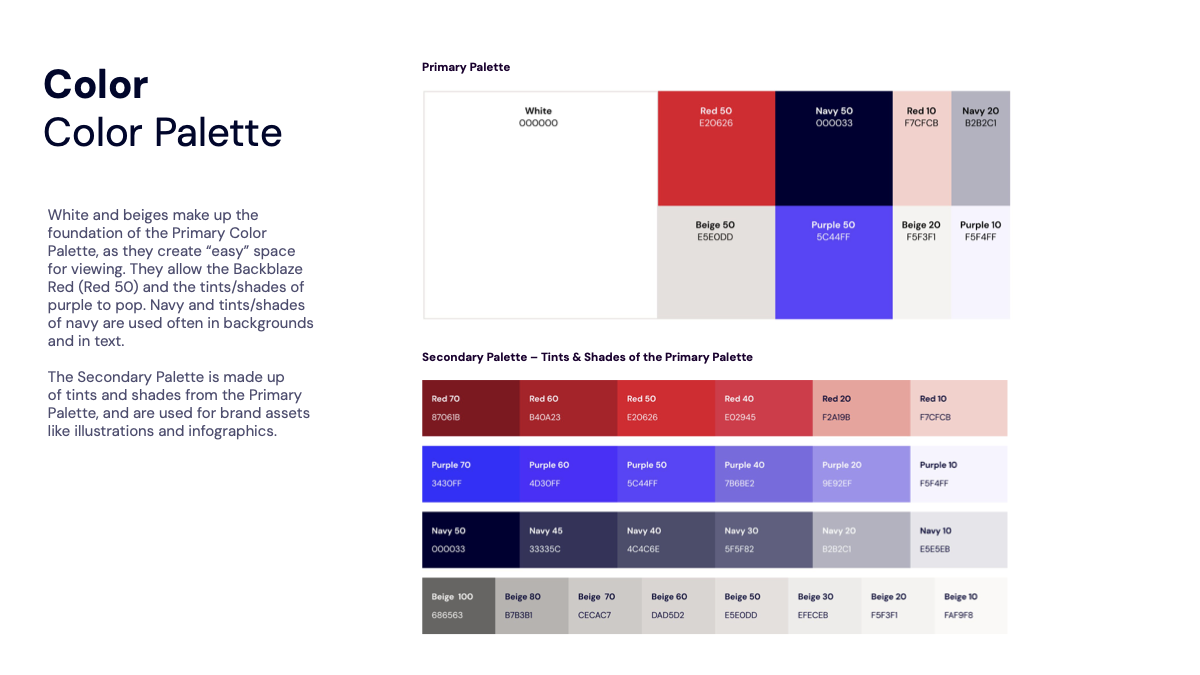 Color
Color Palette
White and beiges make up the
foundation of the Primary Color
Palette, as they create “easy” space
for viewing. They allow the Backblaze
Red (Red 50) and the tints/shades of
purple to pop. Navy and tints/shades
of navy are used often in backgrounds
and in text.
The Secondary Palette is made up
of tints and shades from the Primary
Palette, and are used for brand assets
like illustrations and infographics.
Primary Palette
White
000000
Red 50
E20626
Navy 50
000033
Red 10
F7CFCB
Navy 20
B2B2C1
Beige 50
E5E0DD
Purple 50
5C44FF
Beige 20
F5F3F1
Purple 10
F5F4FF
Secondary Palette – Tints & Shades of the Primary Palette
Red 70
87061B
Red 60
B40A23
Red 50
E20626
Red 40
E02945
Red 20
F2A19B
Red 10
F7CFCB
Purple 70
3430FF
Purple 60
4D30FF
Purple 50
5C44FF
Purple 40
7B68E2
Purple 20
9E92EF
Purple 10
F5F4FF
Navy 50
000033
Navy 45
33335C
Navy 40
4C4C6E
Navy 30
5F5F82
Navy 20
B2B2C1
Navy 10
E5E5EB
Beige 100
686563
Beige 80
B7B3B1
Beige 70
CECAC7
Beige 60
DAD5D2
Beige 50
E5E0DD
Beige 30
EFECEB
Beige 20
F5F3F1
Beige 10
FAF9F8